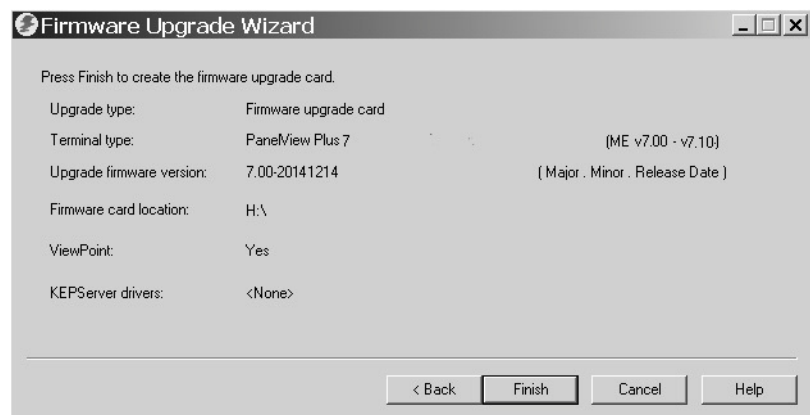 Firmware Upgrade Wizard
Press Finish to create the firmware upgrade card.
Upgrade type: Firmware upgrade card
Terminal type: PanelView Plus 7 (ME v7.00 - v7.10)
Upgrade firmware version: 7.00-20141214 ( Major . Minor . Release Date )
Firmware card location: H:\
ViewPoint: Yes
KEPServer drivers: <None>
< Back Finish Cancel Help